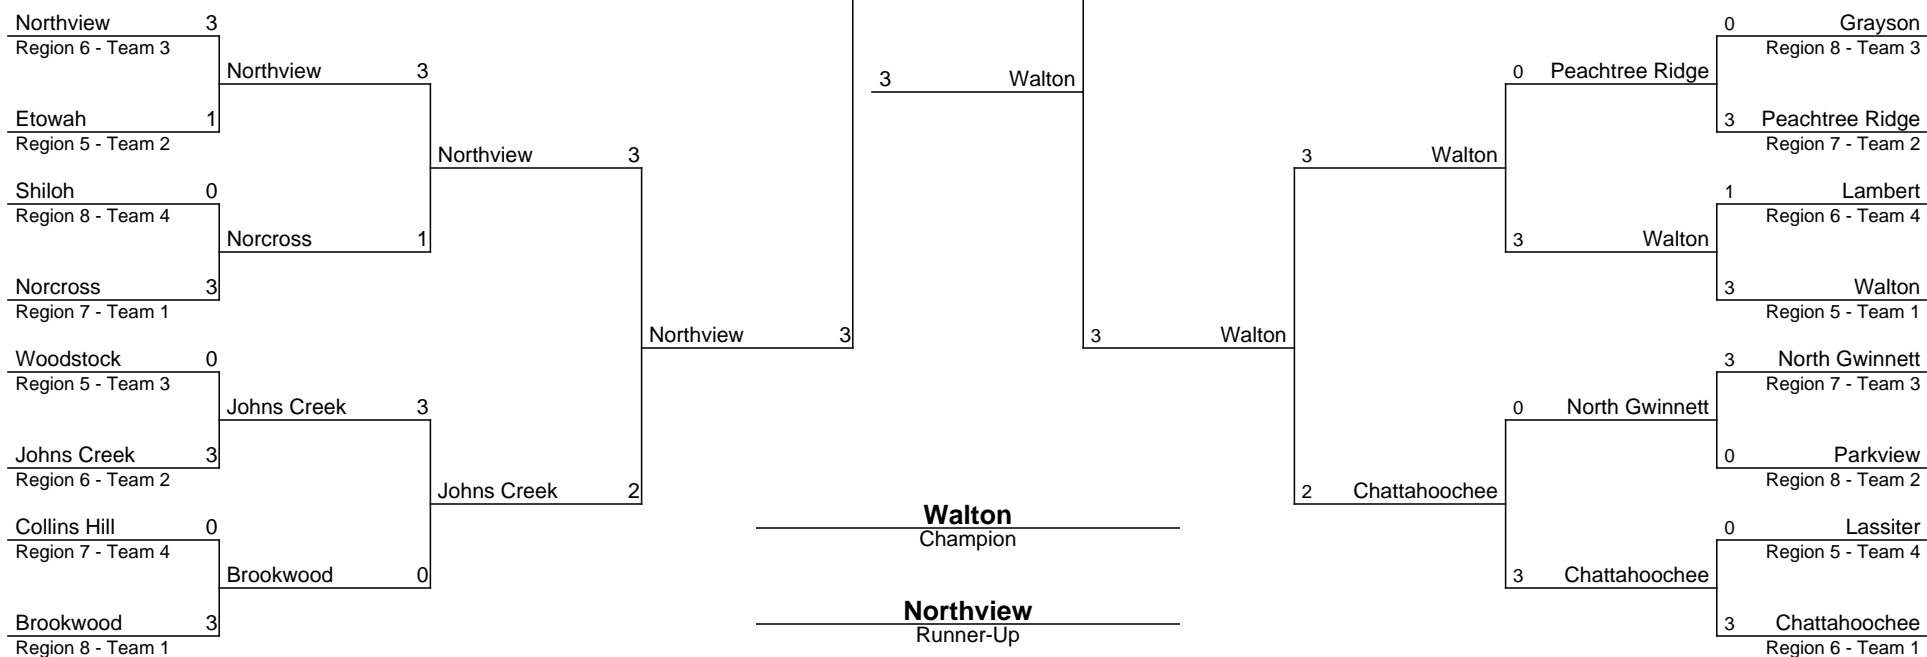 Northview 3
Region 6 - Team 3
Etowah 1
Region 5 - Team 2
Shiloh 0
Region 8 - Team 4
Norcross 3
Region 7 - Team 1
Woodstock 0
Region 5 - Team 3
Johns Creek 3
Region 6 - Team 2
Collins Hill 0
Region 7 - Team 4
Brookwood 3
Region 8 - Team 1
Northview 3
Norcross 1
Johns Creek 3
Brookwood 0
Northview 3
Johns Creek 2
Northview 3
3 Walton
Walton
Champion
Northview
Runner-Up
3 Walton
3 Walton
2 Chattahoochee
0 Peachtree Ridge
3 Walton
0 North Gwinnett
3 Chattahoochee
0 Grayson
Region 8 - Team 3
3 Peachtree Ridge
Region 7 - Team 2
1 Lambert
Region 6 - Team 4
3 Walton
Region 5 - Team 1
3 North Gwinnett
Region 7 - Team 3
0 Parkview
Region 8 - Team 2
0 Lassiter
Region 5 - Team 4
3 Chattahoochee
Region 6 - Team 1